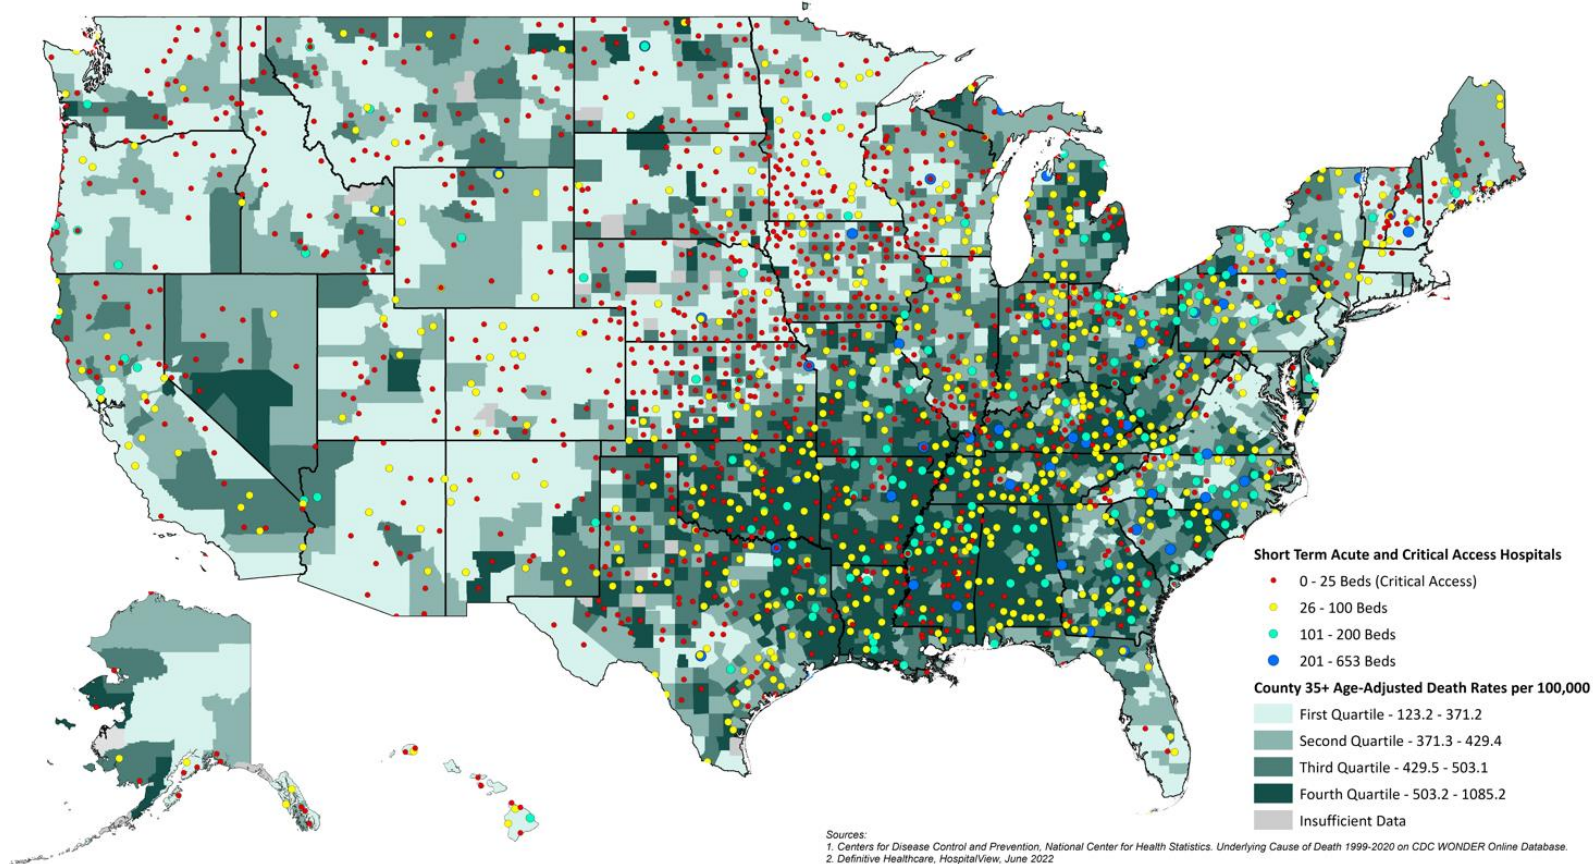 Short Term Acute and Critical Access Hospitals
0 - 25 Beds (Critical Access)
26 - 100 Beds
101 - 200 Beds
201 - 653 Beds
County 35+ Age-Adjusted Death Rates per 100,000
First Quartile - 123.2 - 371.2
Second Quartile - 371.3 - 429.4
Third Quartile - 429.5 - 503.1
Fourth Quartile - 503.2 - 1085.2
Insufficient Data
Sources:
1. Centers for Disease Control and Prevention, National Center for Health Statistics. Underlying Cause of Death 1999-2020 on CDC WONDER Online Database.
2. Definitive Healthcare, HospitalView, June 2022